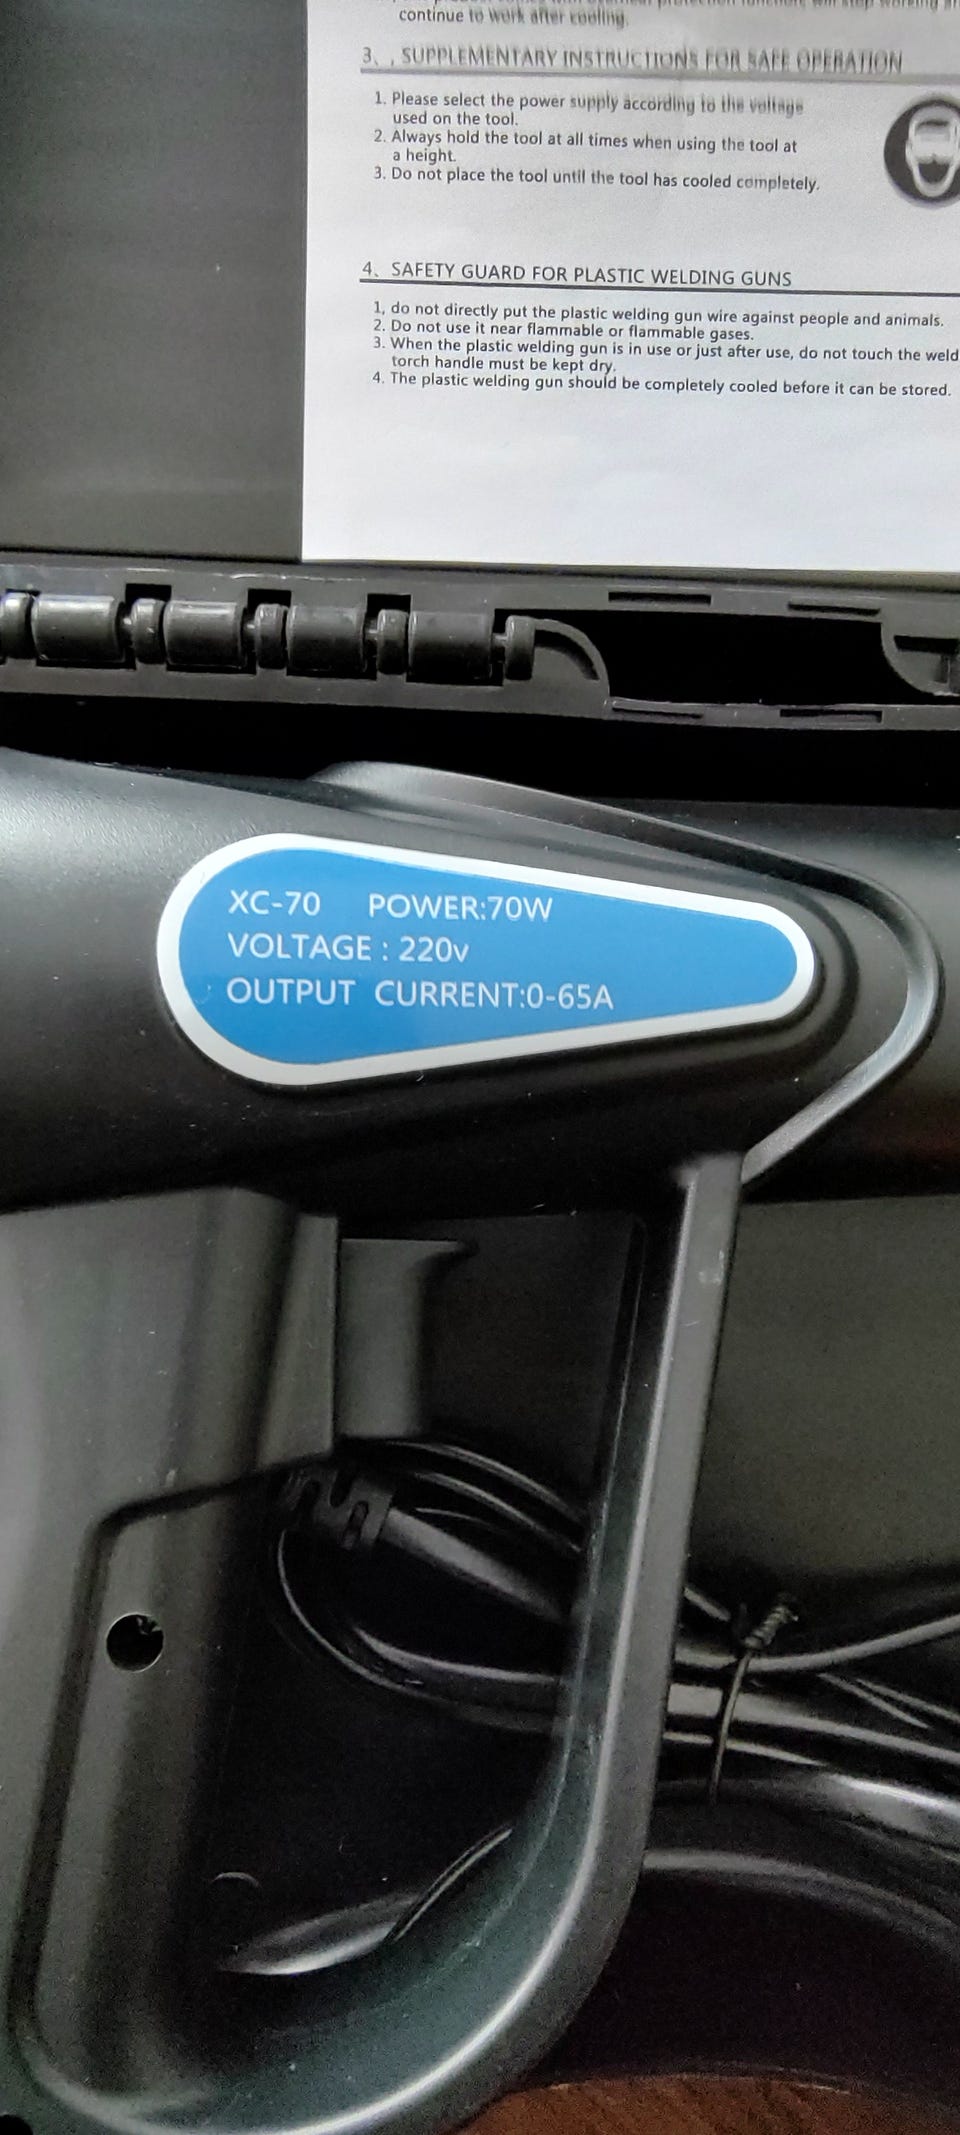 continue to work after cooling.
3、, SUPPLEMENTARY INSTRUCTIONS FOR SAFE OPERATION
1. Please select the power supply according to the voltage
used on the tool.
2. Always hold the tool at all times when using the tool at
a height.
3. Do not place the tool until the tool has cooled completely.
4、SAFETY GUARD FOR PLASTIC WELDING GUNS
1, do not directly put the plastic welding gun wire against people and animals.
2. Do not use it near flammable or flammable gases.
3. When the plastic welding gun is in use or just after use, do not touch the weld
torch handle must be kept dry.
4. The plastic welding gun should be completely cooled before it can be stored.
XC-70 POWER:70W
VOLTAGE : 220v
OUTPUT CURRENT:0-65A